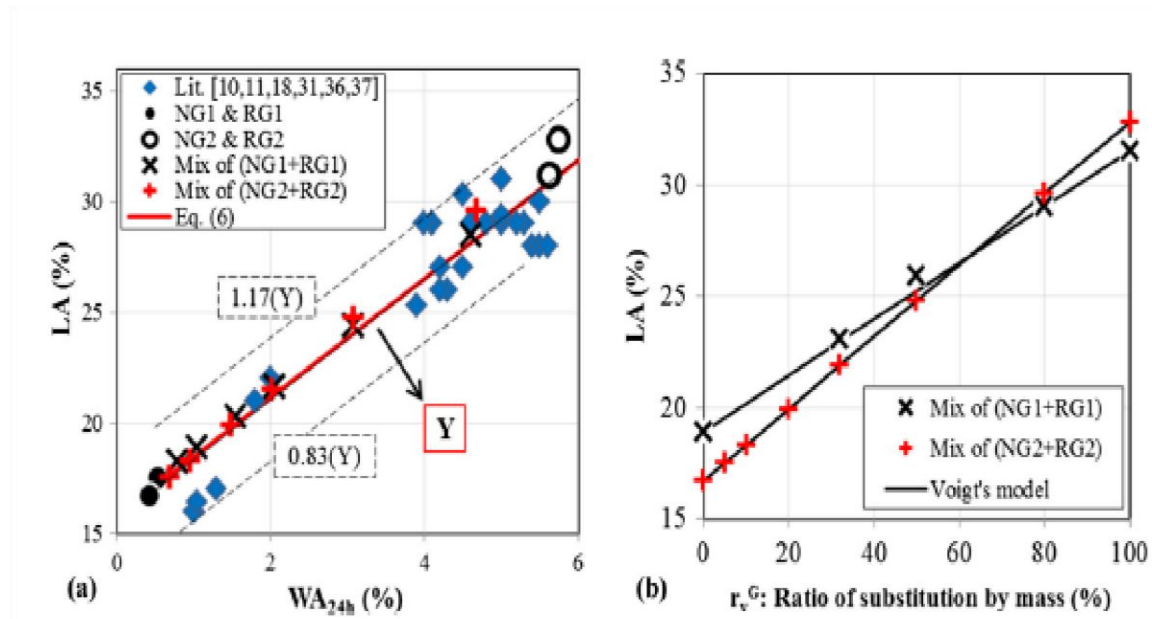 35
30
25
20
15
LA (%)
Lit. [10,11,18,31,36,37]
NG1 & RG1
NG2 & RG2
Mix of (NG1+RG1)
Mix of (NG2+RG2)
Eq. (6)
1.17(Y)
0.83(Y)
Y
0 2 4 6
(a)
WA24h (%)
35
30
25
20
15
LA (%)
Mix of (NG1+RG1)
Mix of (NG2+RG2)
Voigt's model
0 20 40 60 80 100
(b)
rvG: Ratio of substitution by mass (%)